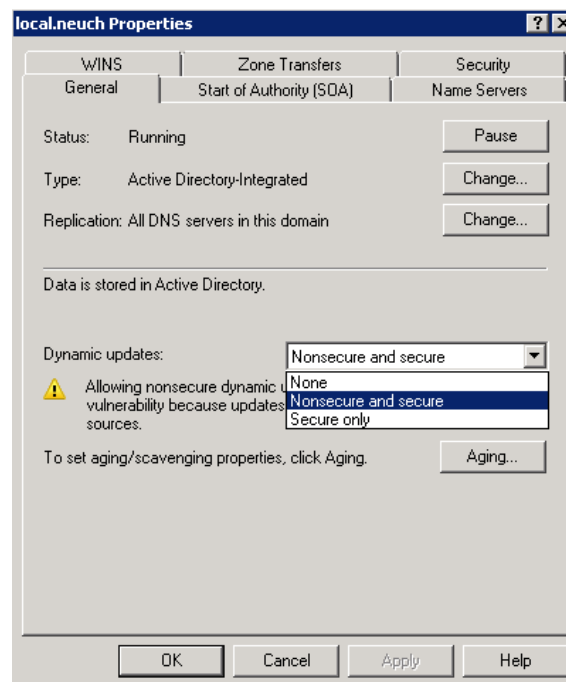 local.neuch Properties
WINS Zone Transfers Security
General Start of Authority (SOA) Name Servers
Status: Running Pause
Type: Active Directory-Integrated Change...
Replication: All DNS servers in this domain Change...
Data is stored in Active Directory.
Dynamic updates: Nonsecure and secure
None
Nonsecure and secure
Secure only
Allowing nonsecure dynamic
vulnerability because updates
sources.
To set aging/scavenging properties, click Aging. Aging...
OK Cancel Apply Help